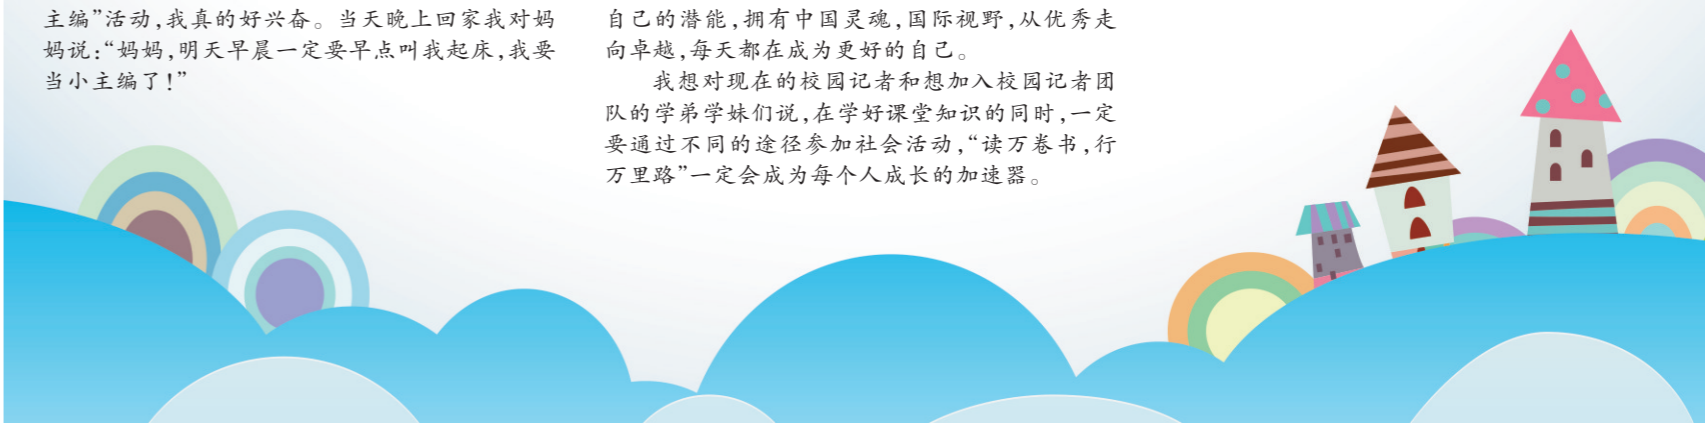 主编”活动,我真的好兴奋。当天晚上回家我对妈
妈说:“妈妈,明天早晨一定要早点叫我起床,我要
当小主编了!”
自己的潜能,拥有中国灵魂,国际视野,从优秀走
向卓越,每天都在成为更好的自己。
我想对现在的校园记者和想加入校园记者团
队的学弟学妹们说,在学好课堂知识的同时,一定
要通过不同的途径参加社会活动,“读万卷书,行
万里路”一定会成为每个人成长的加速器。